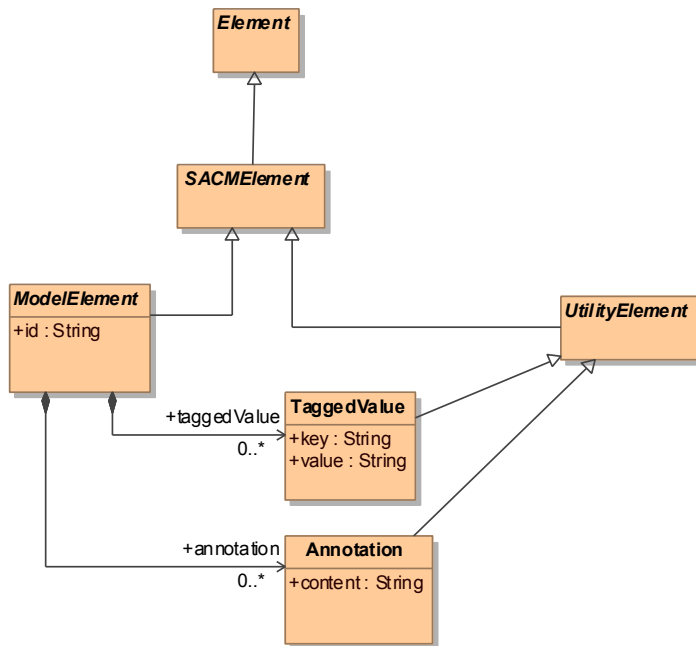 Element
SACMElement
ModelElement
+id : String
UtilityElement
+taggedValue
0..*
TaggedValue
+key : String
+value : String
+annotation
0..*
Annotation
+content : String